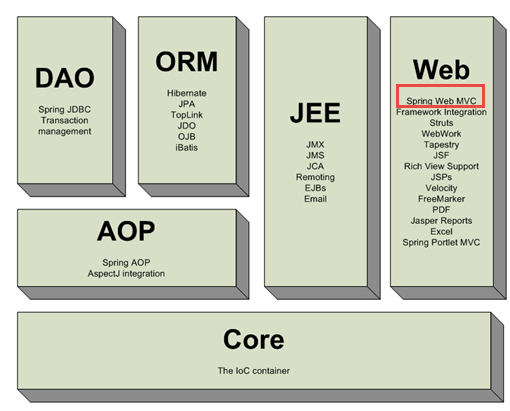 DAO
Spring JDBC
Transaction
management
ORM
Hibernate
JPA
TopLink
JDO
OJB
iBatis
JEE
JMX
JMS
JCA
Remoting
EJBs
Email
Web
Spring Web MVC
Framework Integration
Struts
WebWork
Tapestry
JSF
Rich View Support
JSPs
Velocity
FreeMarker
PDF
Jasper Reports
Excel
Spring Portlet MVC
AOP
Spring AOP
AspectJ integration
Core
The IoC container